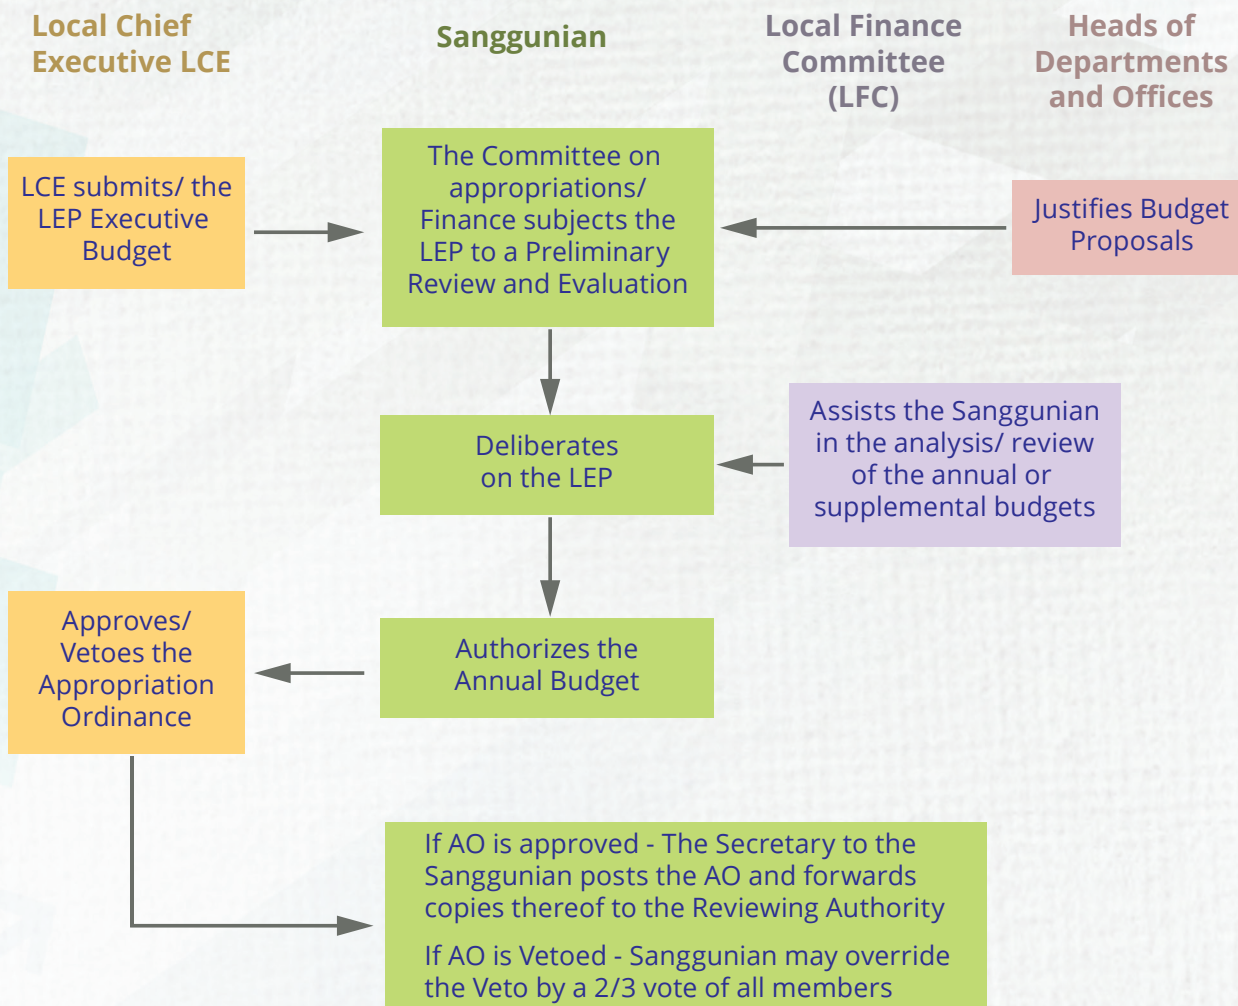 Local Chief
Executive LCE
Sanggunian
Local Finance
Committee
(LFC)
Heads of
Departments
and Offices
LCE submits/ the
LEP Executive
Budget
The Committee on
appropriations/
Finance subjects the
LEP to a Preliminary
Review and Evaluation
Justifies Budget
Proposals
Deliberates
on the LEP
Assists the Sanggunian
in the analysis/ review
of the annual or
supplemental budgets
Approves/
Vetoes the
Appropriation
Ordinance
Authorizes the
Annual Budget
If AO is approved - The Secretary to the
Sanggunian posts the AO and forwards
copies thereof to the Reviewing Authority
If AO is Vetoed - Sanggunian may override
the Veto by a 2/3 vote of all members